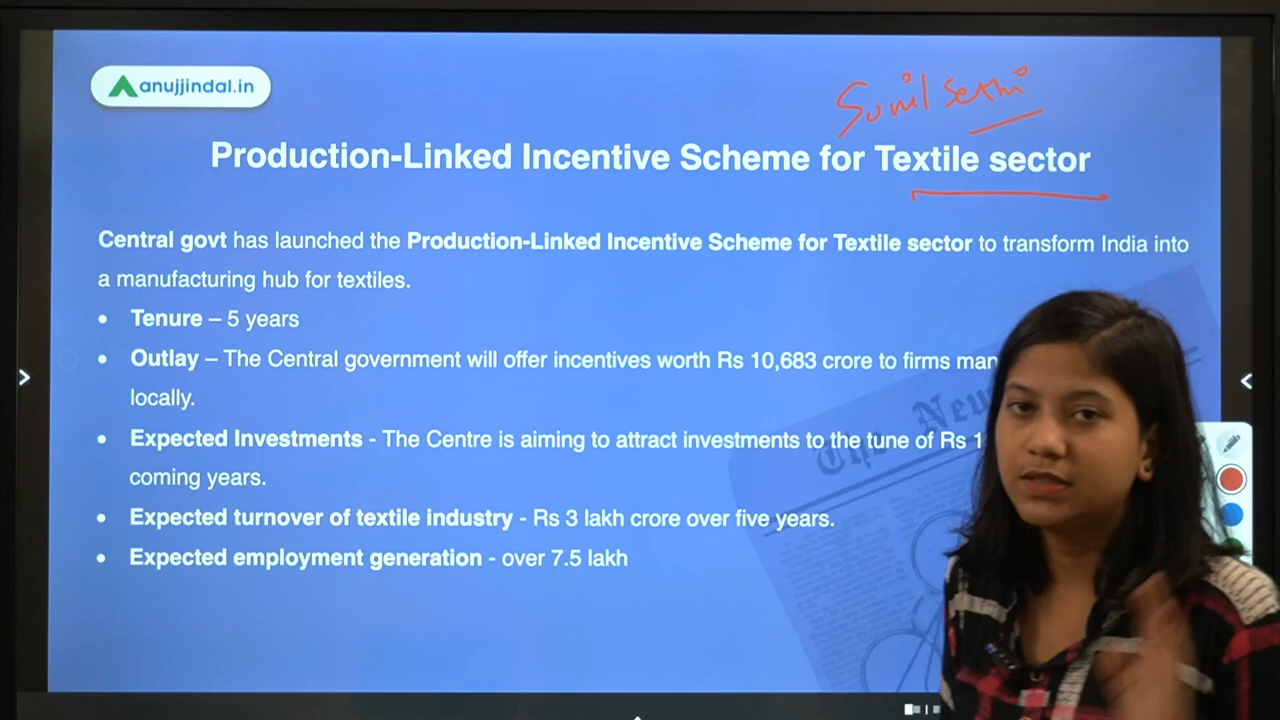 anujjindal.in
Sunil Sethi
Production-Linked Incentive Scheme for Textile sector
Central govt has launched the Production-Linked Incentive Scheme for Textile sector to transform India into
a manufacturing hub for textiles.
• Tenure – 5 years
• Outlay – The Central government will offer incentives worth Rs 10,683 crore to firms
locally.
• Expected Investments - The Centre is aiming to attract investments to the tune of Rs
coming years.
• Expected turnover of textile industry - Rs 3 lakh crore over five years.
• Expected employment generation - over 7.5 lakh
The